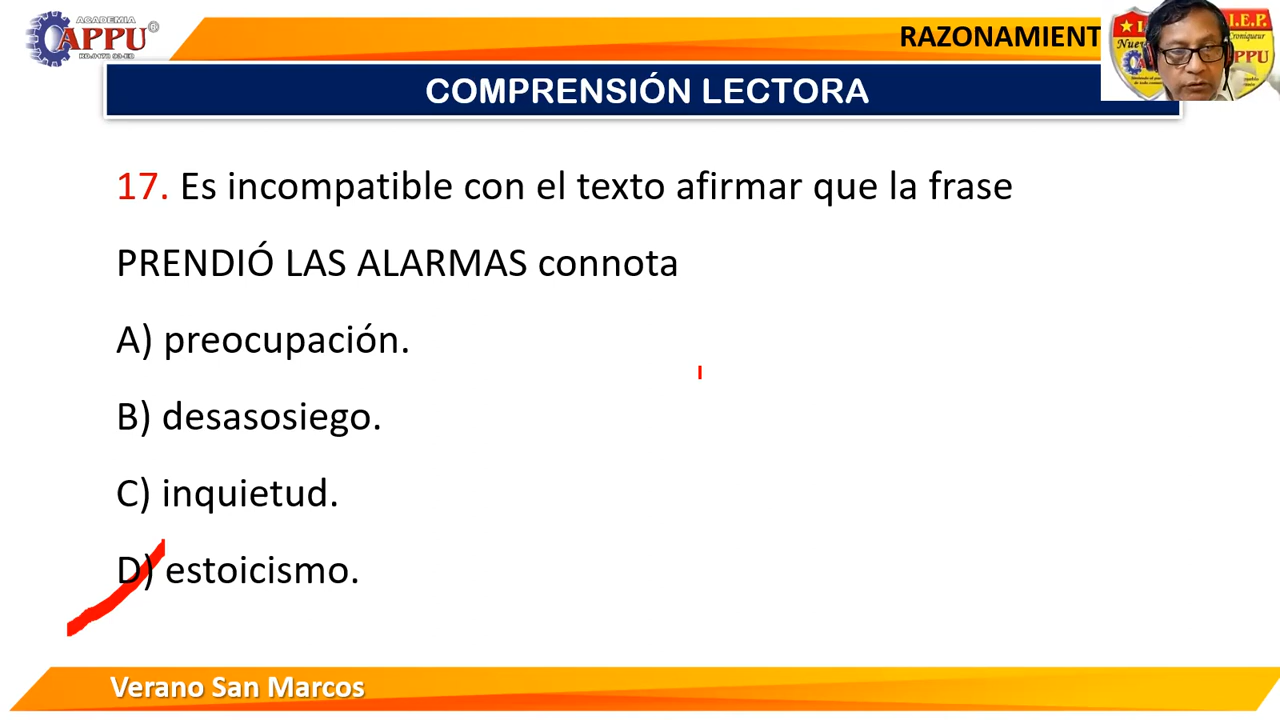 ACADEMIA
APPU
®
RAZONAMIENT
I.E.P.
COMPRENSIÓN LECTORA
17. Es incompatible con el texto afirmar que la frase
PRENDIÓ LAS ALARMAS connota
A) preocupación.
B) desasosiego.
C) inquietud.
D) estoicismo.
Verano San Marcos